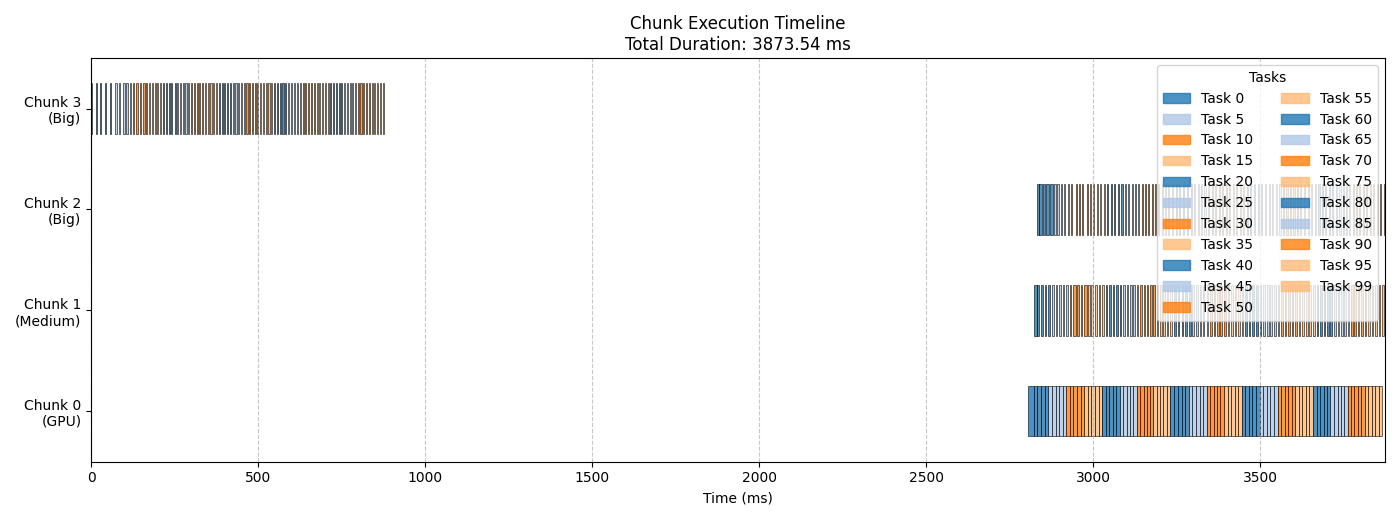 Chunk Execution Timeline
Total Duration: 3873.54 ms
Chunk 3
(Big)
Chunk 2
(Big)
Chunk 1
(Medium)
Chunk 0
(GPU)
Tasks
Task 0
Task 5
Task 10
Task 15
Task 20
Task 25
Task 30
Task 35
Task 40
Task 45
Task 50
Task 55
Task 60
Task 65
Task 70
Task 75
Task 80
Task 85
Task 90
Task 95
Task 99
0 500 1000 1500 2000 2500 3000 3500
Time (ms)